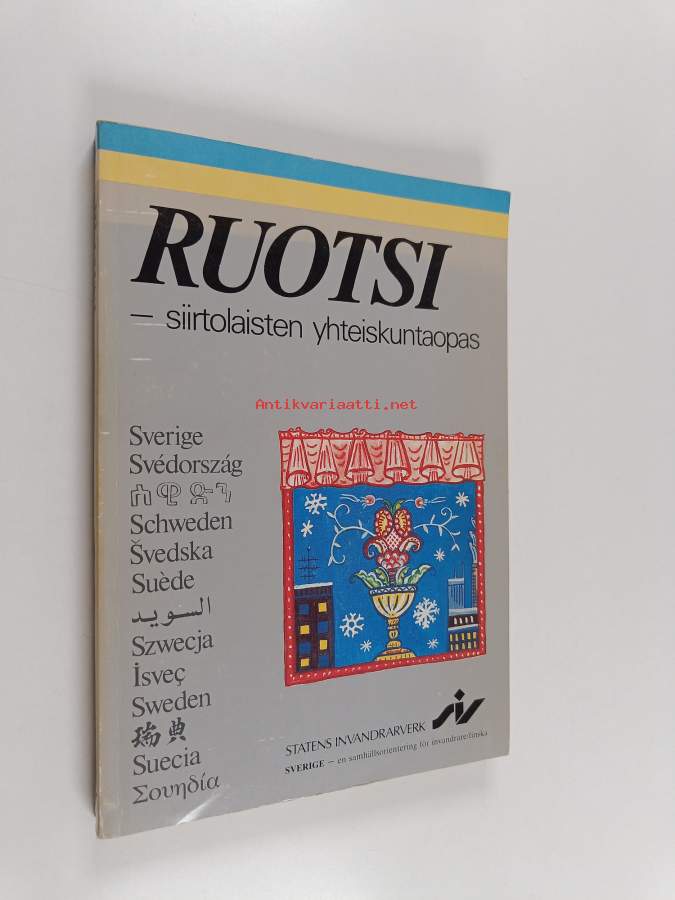 RUOTSI
– siirtolaisten yhteiskuntaopas
Antikvariaatti.net
Sverige
Svédország
ስዊድን
Schweden
Švedska
Suède
السويد
Szwecja
İsveç
Sweden
瑞典
Suecia
Σουηδία
STATENS INVANDRARVERK
SIV
SVERIGE – en samhällsorientering för invandrare/finska